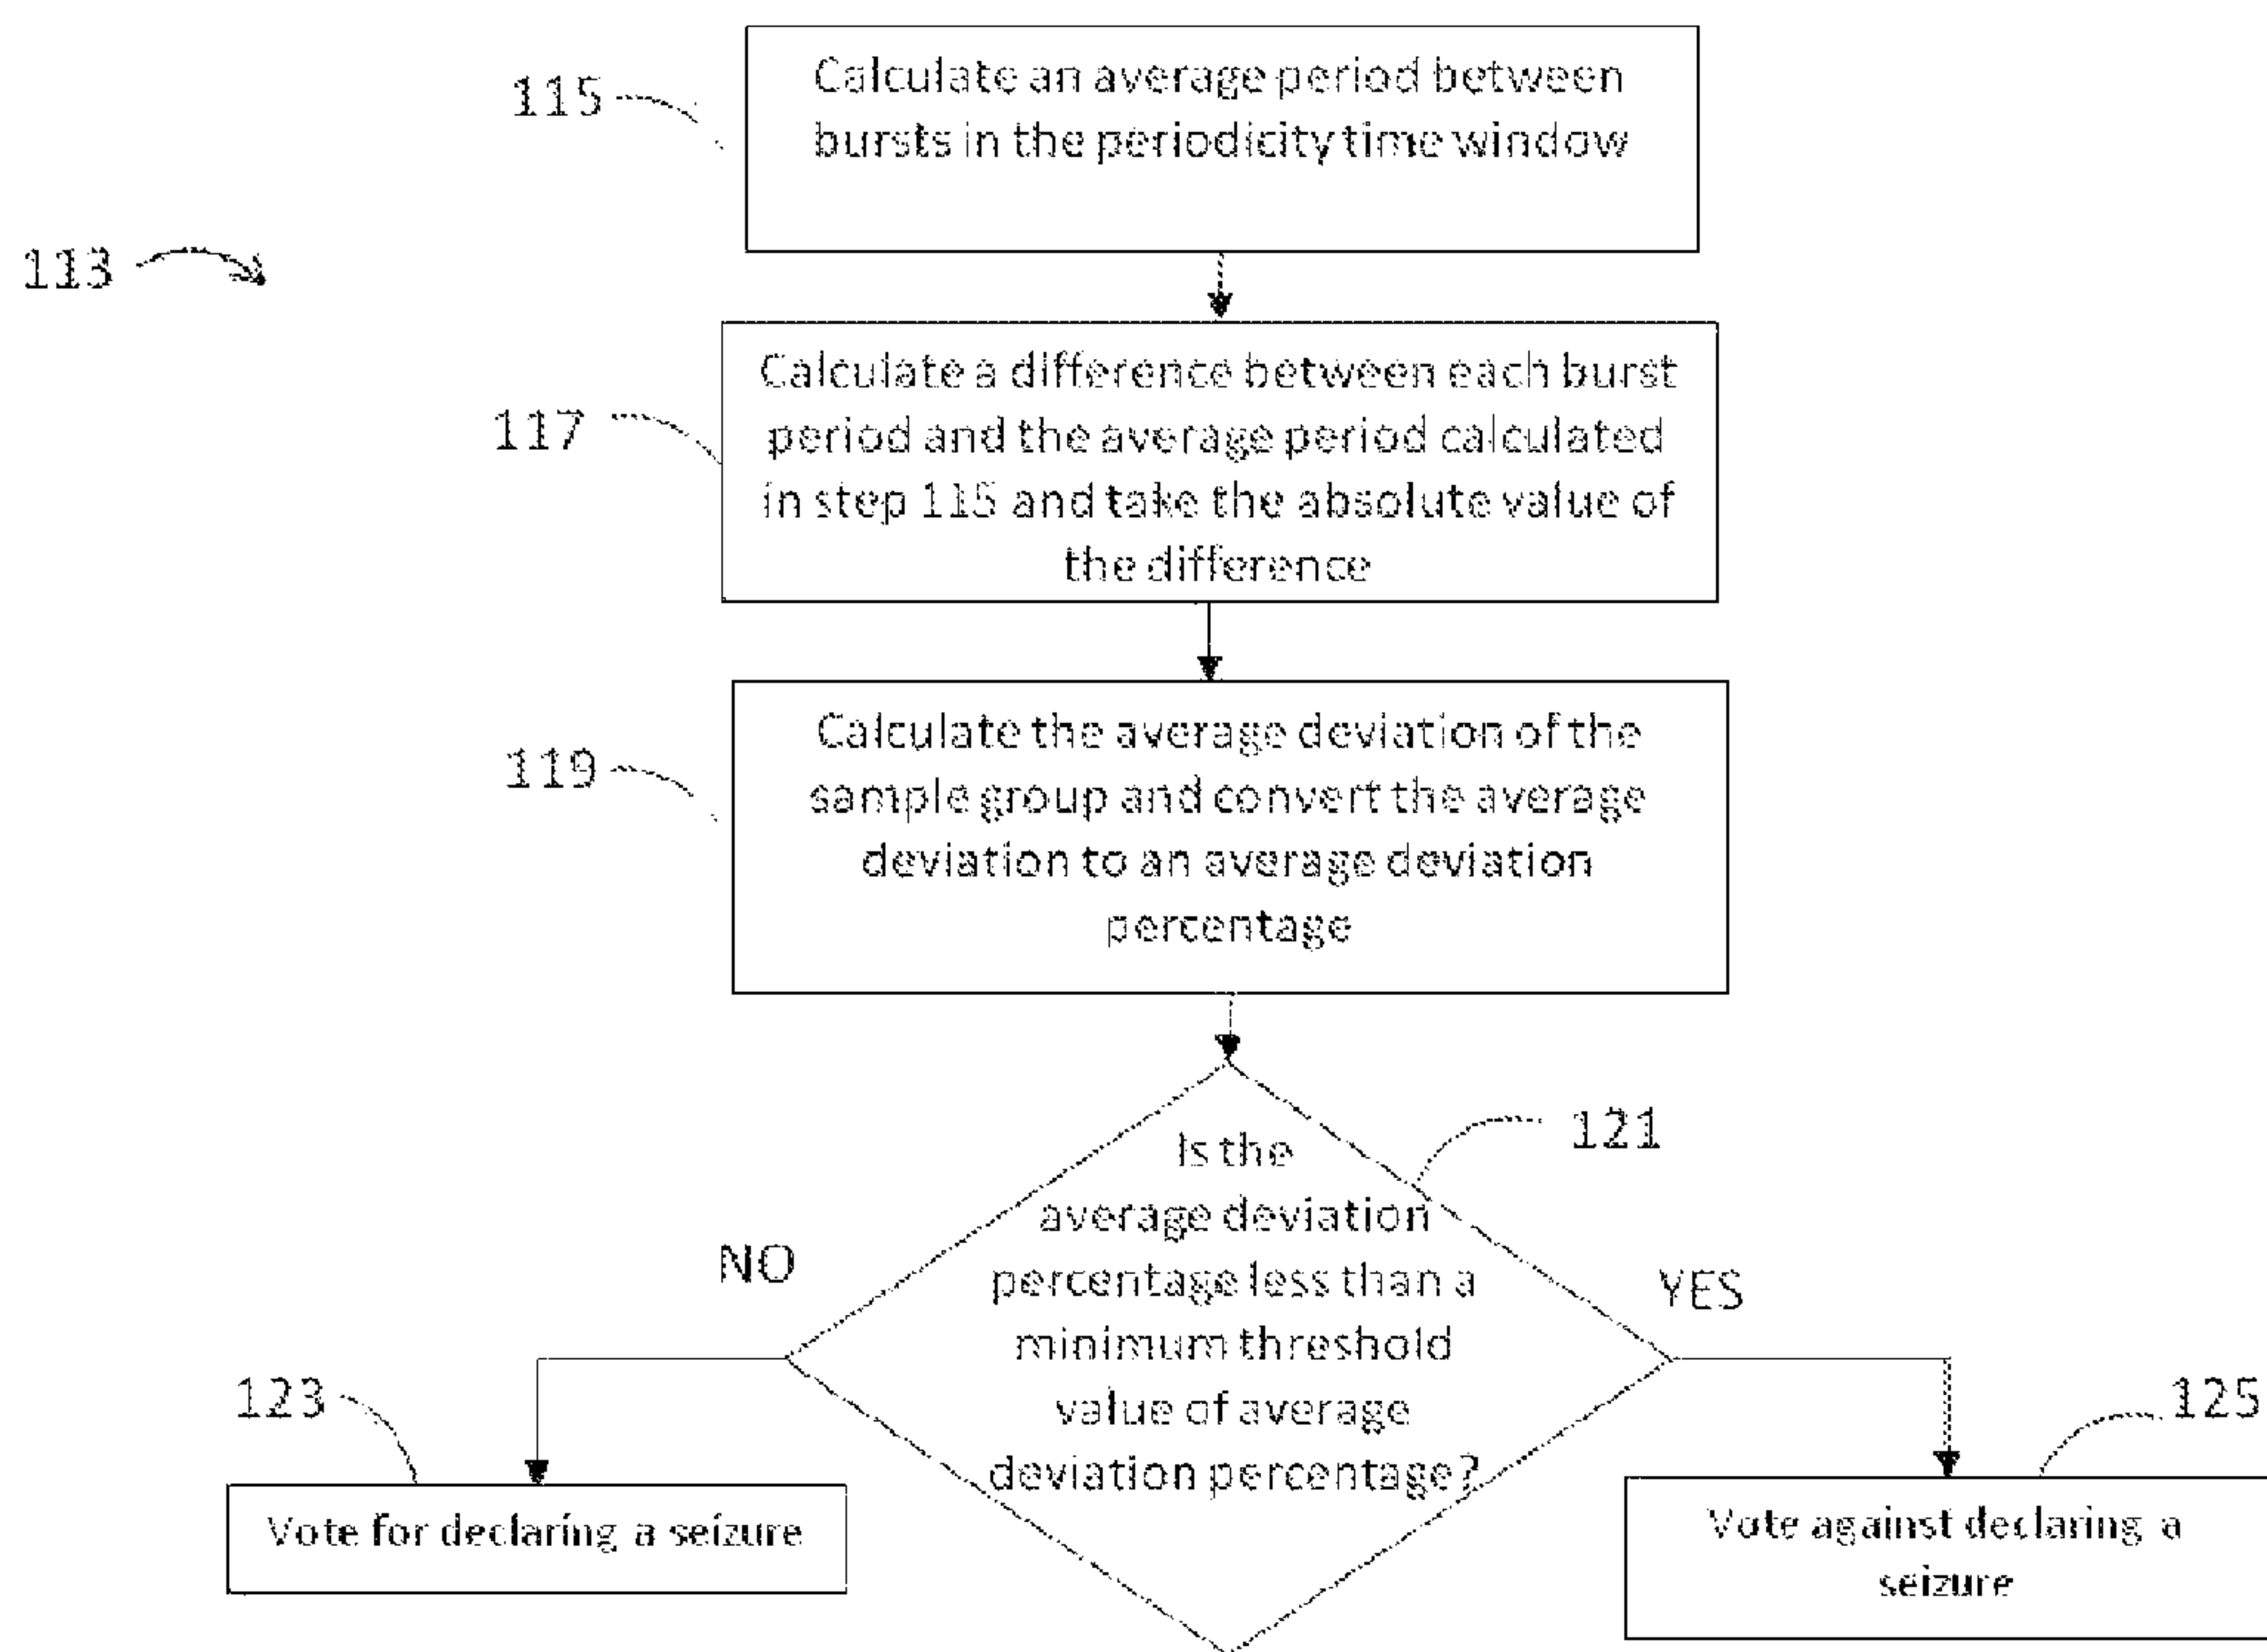 115
Calculate an average period between
bursts in the periodicity time window
113
117
Calculate a difference between each burst
period and the average period calculated
in step 115 and take the absolute value of
the difference
119
Calculate the average deviation of the
sample group and convert the average
deviation to an average deviation
percentage
121
Is the
average deviation
percentage less than a
minimum threshold
value of average
deviation percentage?
NO
YES
123
Vote for declaring a seizure
125
Vote against declaring a
seizure